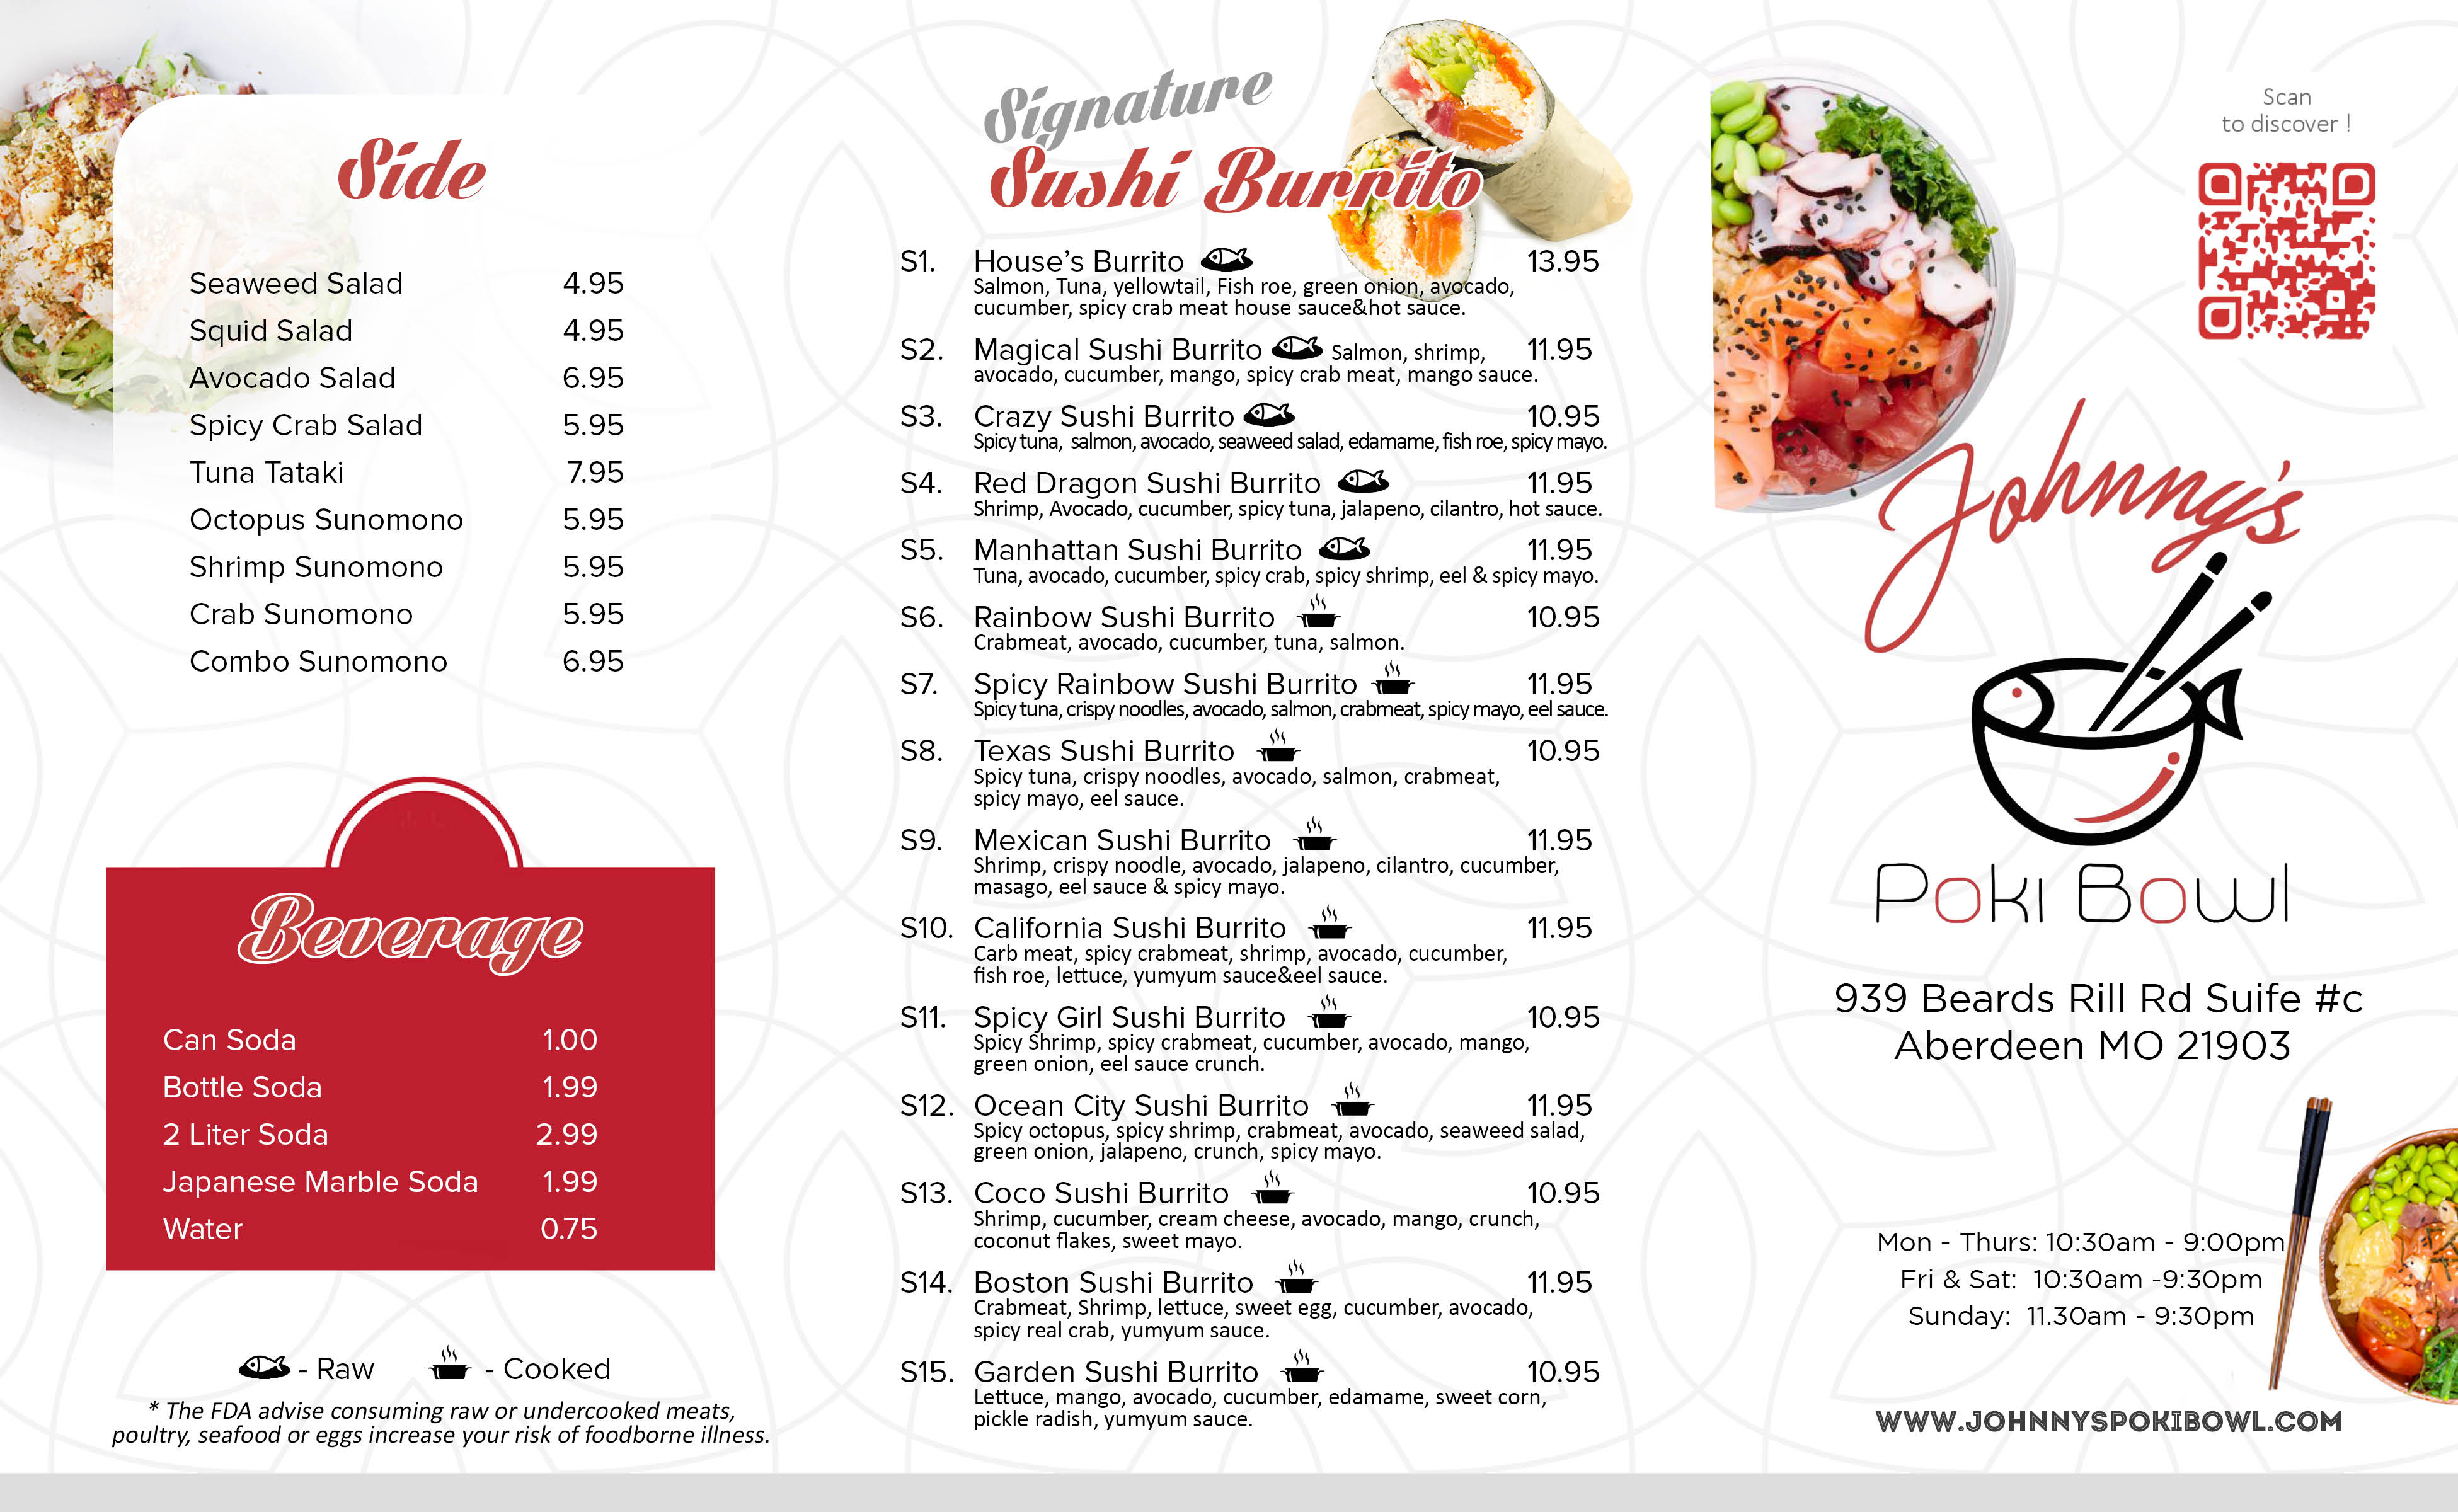 Side
Seaweed Salad 4.95
Squid Salad 4.95
Avocado Salad 6.95
Spicy Crab Salad 5.95
Tuna Tataki 7.95
Octopus Sunomono 5.95
Shrimp Sunomono 5.95
Crab Sunomono 5.95
Combo Sunomono 6.95
Beverage
Can Soda 1.00
Bottle Soda 1.99
2 Liter Soda 2.99
Japanese Marble Soda 1.99
Water 0.75
- Raw - Cooked
* The FDA advise consuming raw or undercooked meats,
poultry, seafood or eggs increase your risk of foodborne illness.
Signature
Sushi Burrito
S1. House's Burrito 13.95
Salmon, Tuna, yellowtail, Fish roe, green onion, avocado,
cucumber, spicy crab meat house sauce&hot sauce.
S2. Magical Sushi Burrito Salmon, shrimp, 11.95
avocado, cucumber, mango, spicy crab meat, mango sauce.
S3. Crazy Sushi Burrito 10.95
Spicy tuna, salmon, avocado, seaweed salad, edamame, fish roe, spicy mayo.
S4. Red Dragon Sushi Burrito 11.95
Shrimp, Avocado, cucumber, spicy tuna, jalapeno, cilantro, hot sauce.
S5. Manhattan Sushi Burrito 11.95
Tuna, avocado, cucumber, spicy crab, spicy shrimp, eel & spicy mayo.
S6. Rainbow Sushi Burrito 10.95
Crabmeat, avocado, cucumber, tuna, salmon.
S7. Spicy Rainbow Sushi Burrito 11.95
Spicy tuna, crispy noodles, avocado, salmon, crabmeat, spicy mayo, eel sauce.
S8. Texas Sushi Burrito 10.95
Spicy tuna, crispy noodles, avocado, salmon, crabmeat,
spicy mayo, eel sauce.
S9. Mexican Sushi Burrito 11.95
Shrimp, crispy noodle, avocado, jalapeno, cilantro, cucumber,
masago, eel sauce & spicy mayo.
S10. California Sushi Burrito 11.95
Carb meat, spicy crabmeat, shrimp, avocado, cucumber,
fish roe, lettuce, yumyum sauce&eel sauce.
S11. Spicy Girl Sushi Burrito 10.95
Spicy Shrimp, spicy crabmeat, cucumber, avocado, mango,
green onion, eel sauce crunch.
S12. Ocean City Sushi Burrito 11.95
Spicy octopus, spicy shrimp, crabmeat, avocado, seaweed salad,
green onion, jalapeno, crunch, spicy mayo.
S13. Coco Sushi Burrito 10.95
Shrimp, cucumber, cream cheese, avocado, mango, crunch,
coconut flakes, sweet mayo.
S14. Boston Sushi Burrito 11.95
Crabmeat, Shrimp, lettuce, sweet egg, cucumber, avocado,
spicy real crab, yumyum sauce.
S15. Garden Sushi Burrito 10.95
Lettuce, mango, avocado, cucumber, edamame, sweet corn,
pickle radish, yumyum sauce.
Scan
to discover !
Johnny's
Poki Bowl
939 Beards Rill Rd Suife #c
Aberdeen MO 21903
Mon - Thurs: 10:30am - 9:00pm
Fri & Sat: 10:30am -9:30pm
Sunday: 11.30am - 9:30pm
WWW.JOHNNYSPOKIBOWL.COM